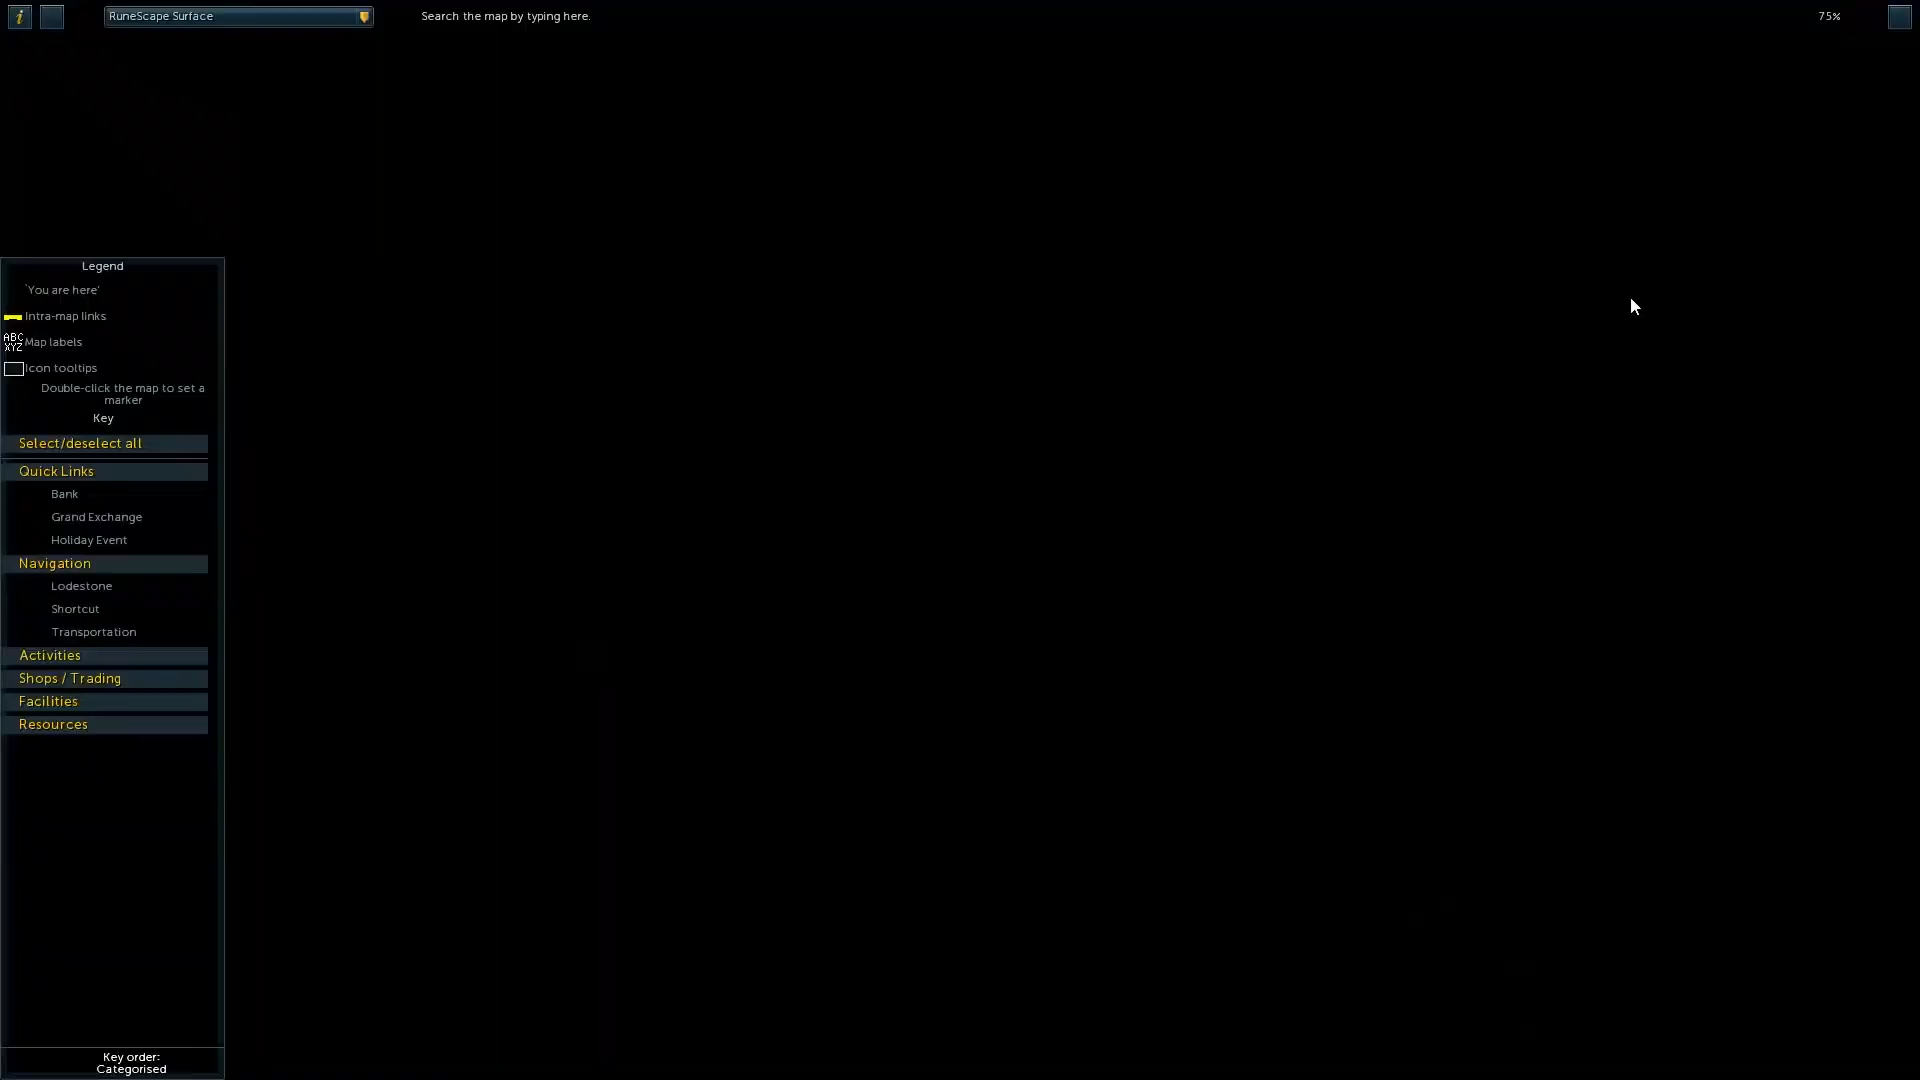 i
RuneScape Surface
Search the map by typing here.
75%
Legend
'You are here'
Intra-map links
ABC
XYZ
Map labels
Icon tooltips
Double-click the map to set a
marker
Key
Select/deselect all
Quick Links
Bank
Grand Exchange
Holiday Event
Navigation
Lodestone
Shortcut
Transportation
Activities
Shops / Trading
Facilities
Resources
Key order:
Categorised